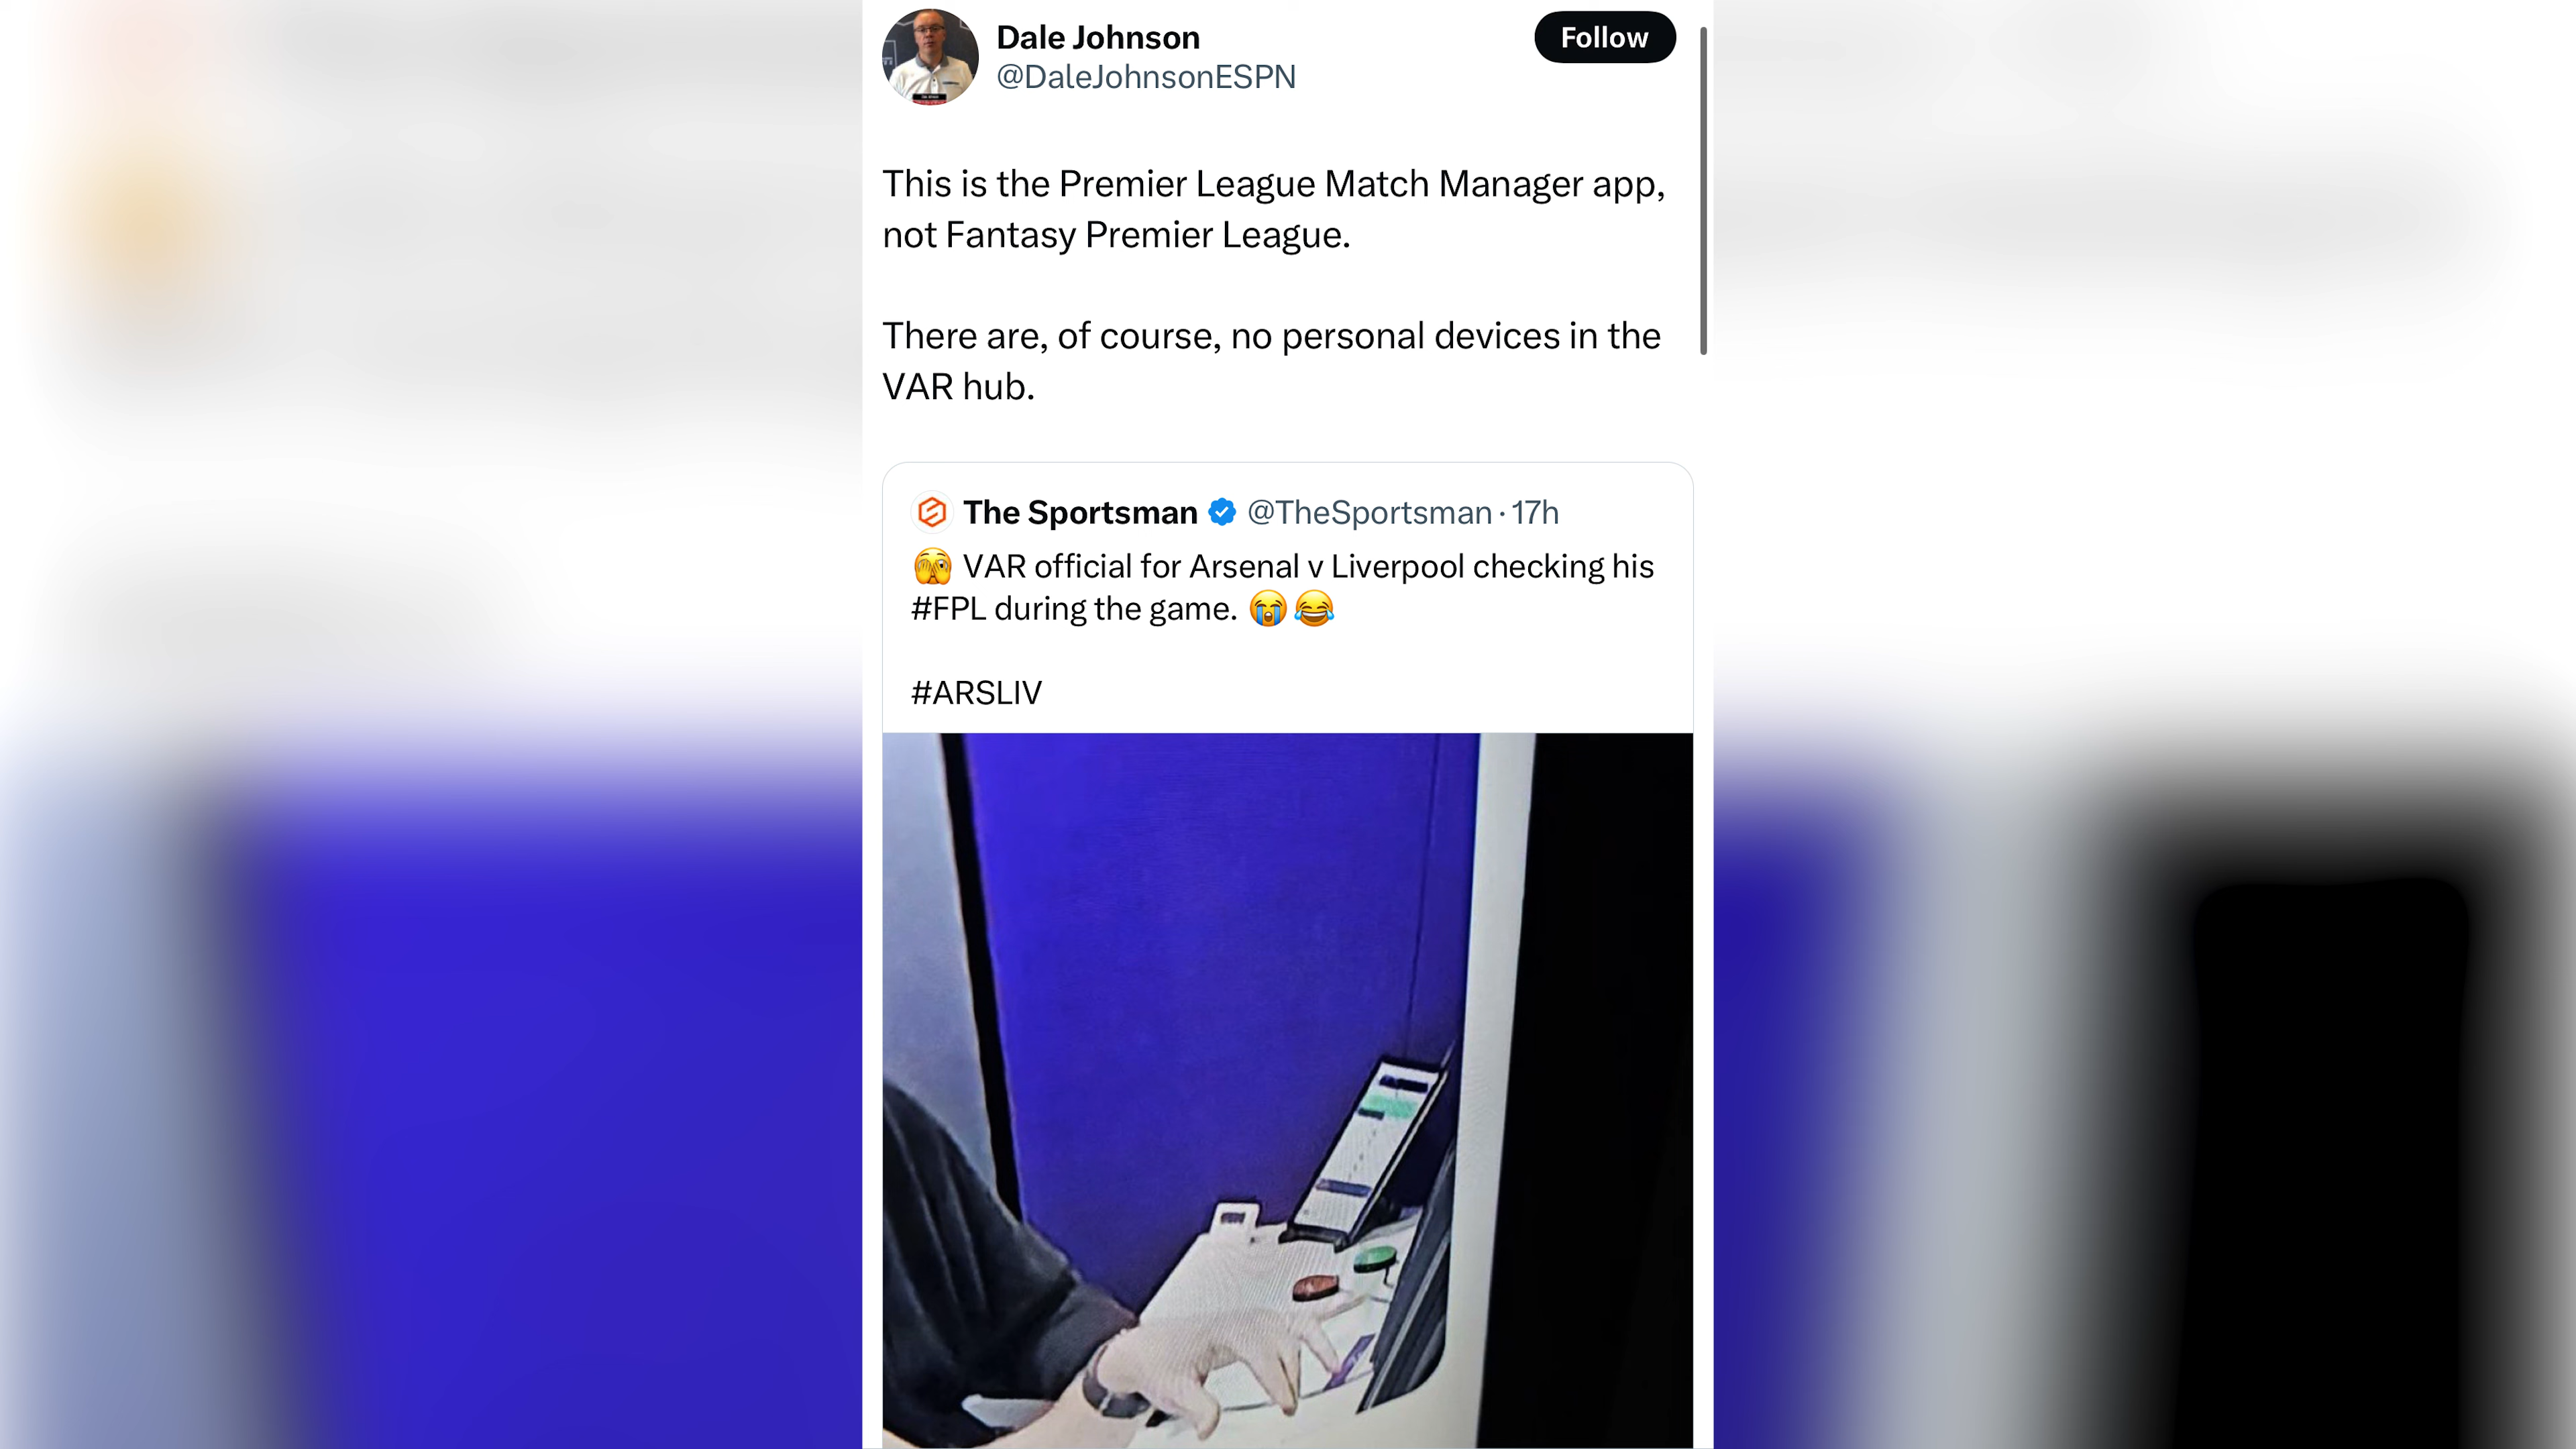 Dale Johnson
@DaleJohnsonESPN
Follow
This is the Premier League Match Manager app,
not Fantasy Premier League.
There are, of course, no personal devices in the
VAR hub.
The Sportsman @TheSportsman · 17h
🫣 VAR official for Arsenal v Liverpool checking his
#FPL during the game. 😭😂
#ARSLIV